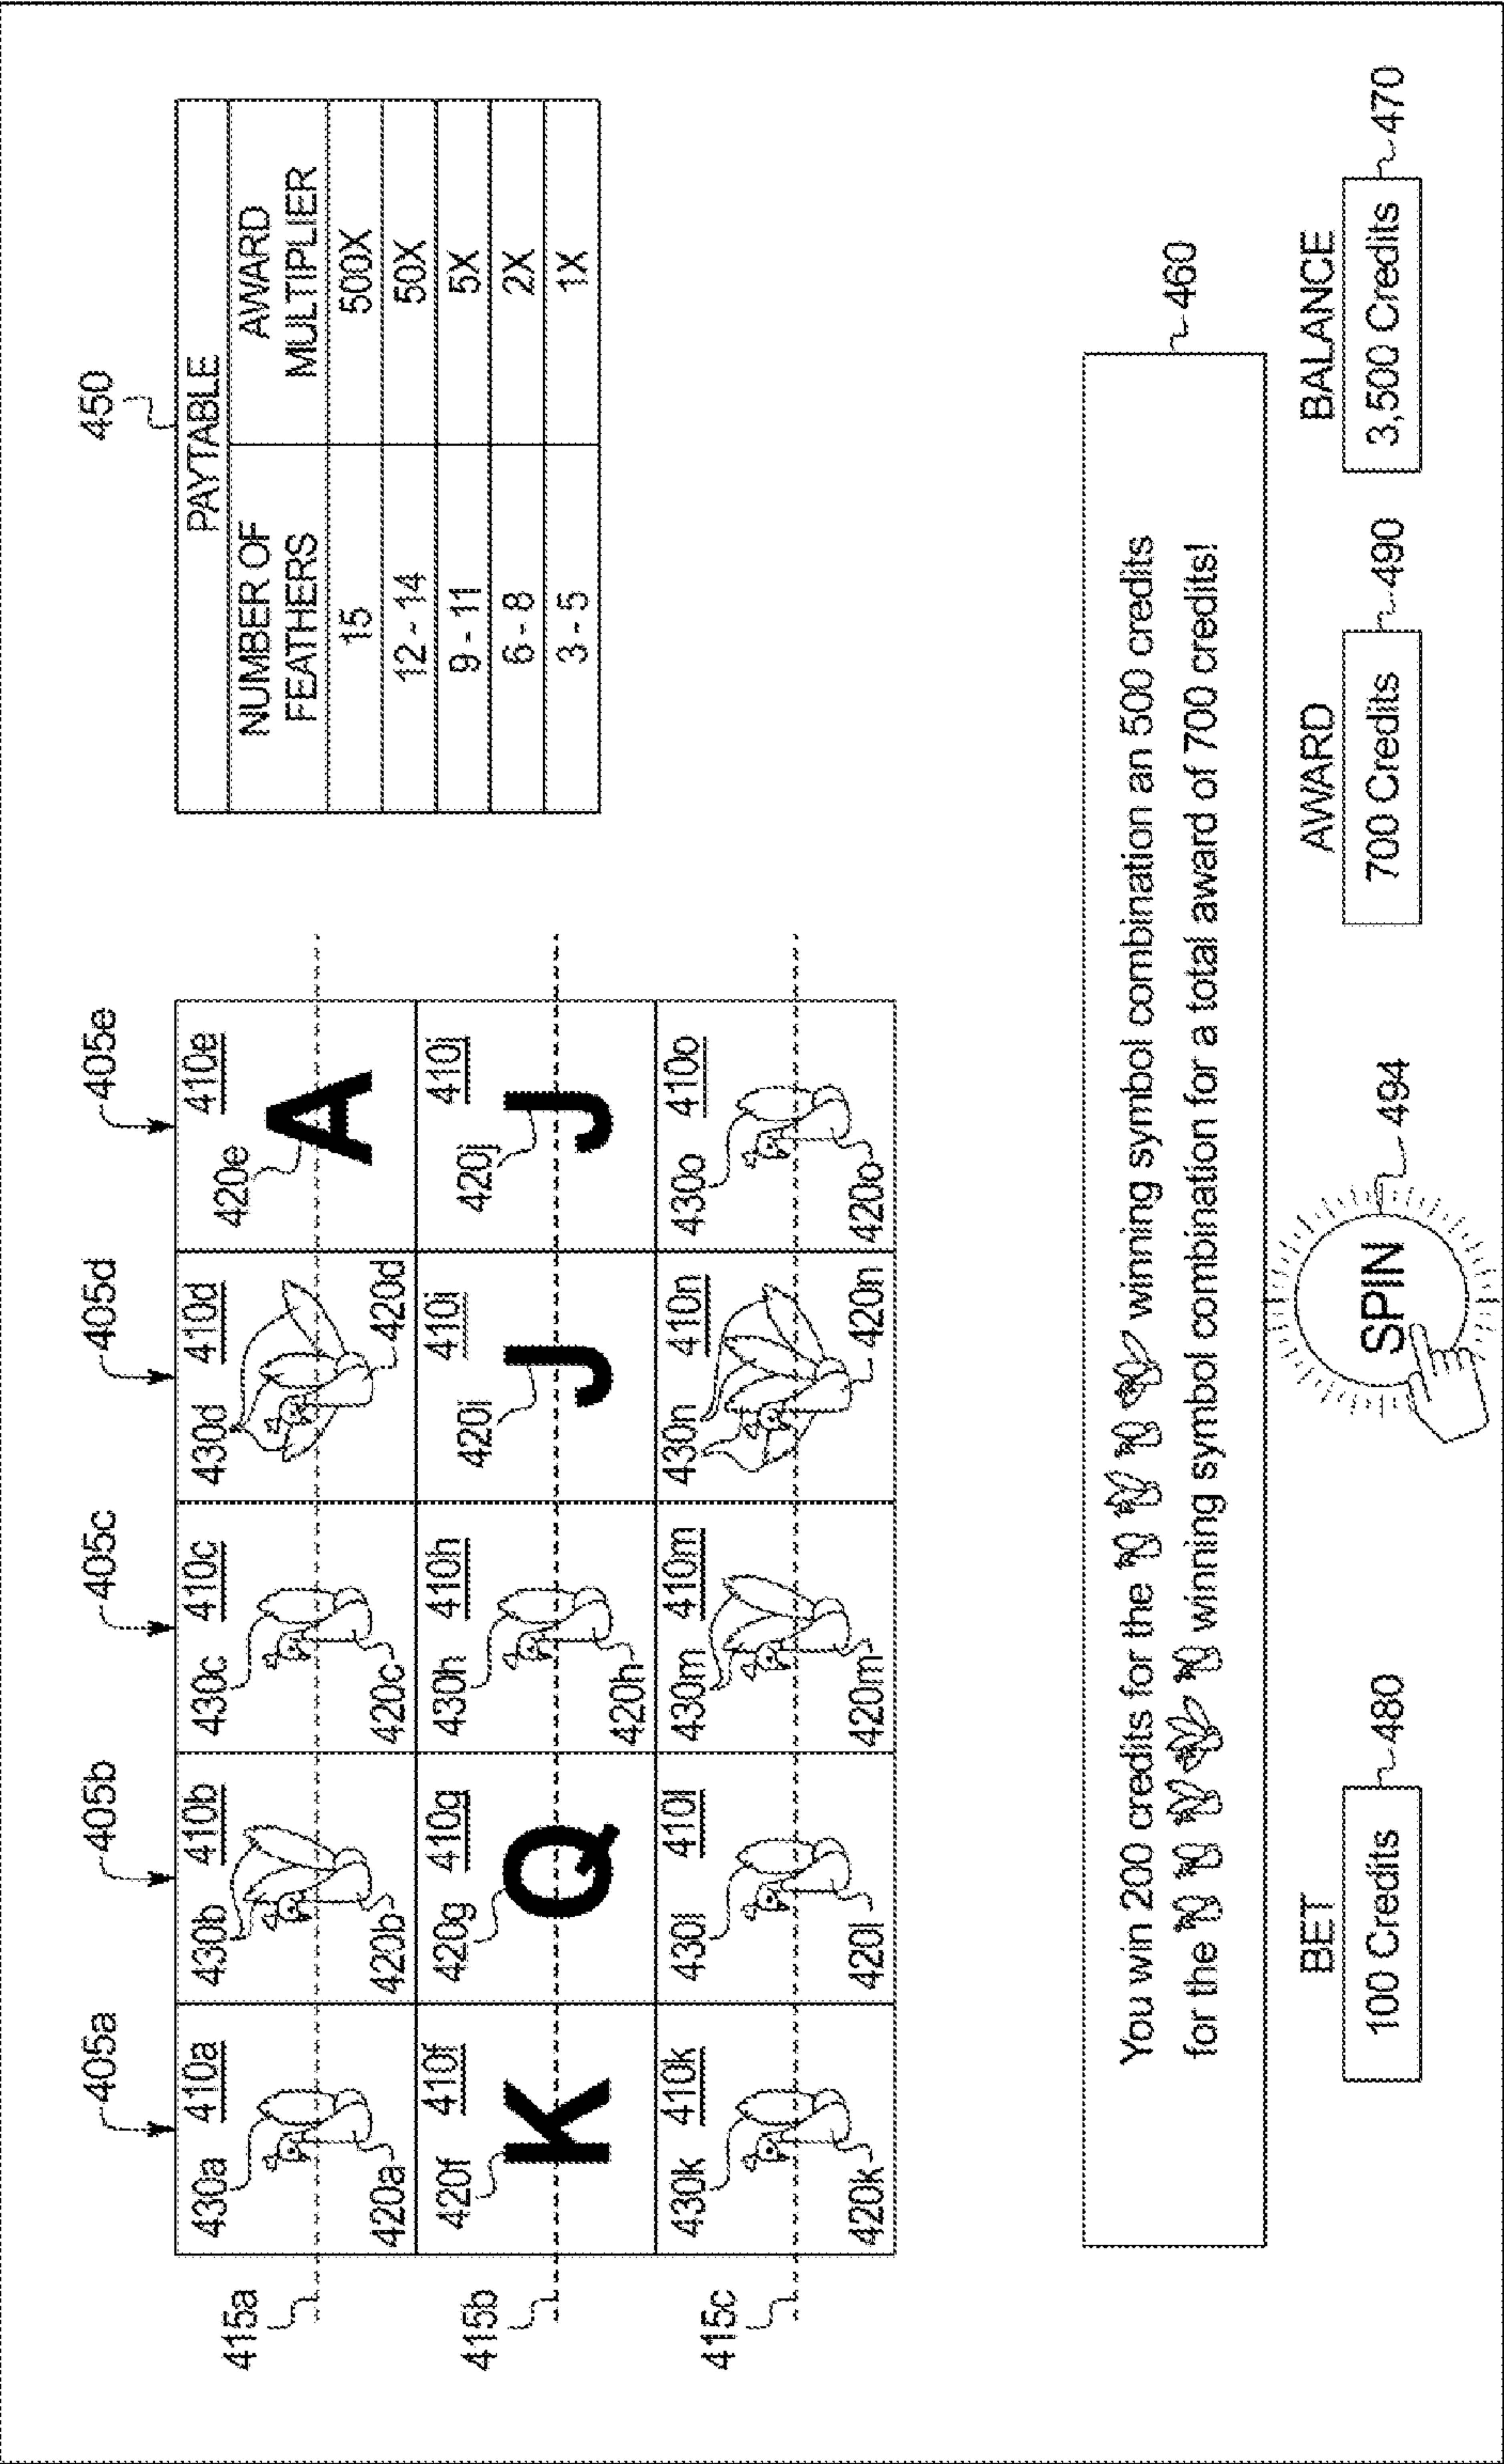 405a 405b 405c 405d 405e
430a 410a 430b 410b 430c 410c 430d 410d 420e 410e
415a
A
420a 420b 420c 420d
420f 410f 420g 410g 430h 410h 420i 410i 420j 410j
415b
K Q J J
420h
430k 410k 430l 410l 430m 410m 430n 410n 430o 410o
415c
420k 420l 420m 420n 420o
450
PAYTABLE
NUMBER OF FEATHERS AWARD MULTIPLIER
15 500X
12 - 14 50X
9 - 11 5X
6 - 8 2X
3 - 5 1X
460
You win 200 credits for the winning symbol combination an 500 credits
for the winning symbol combination for a total award of 700 credits!
BET AWARD BALANCE
100 Credits 480 SPIN 494 700 Credits 490 3,500 Credits 470